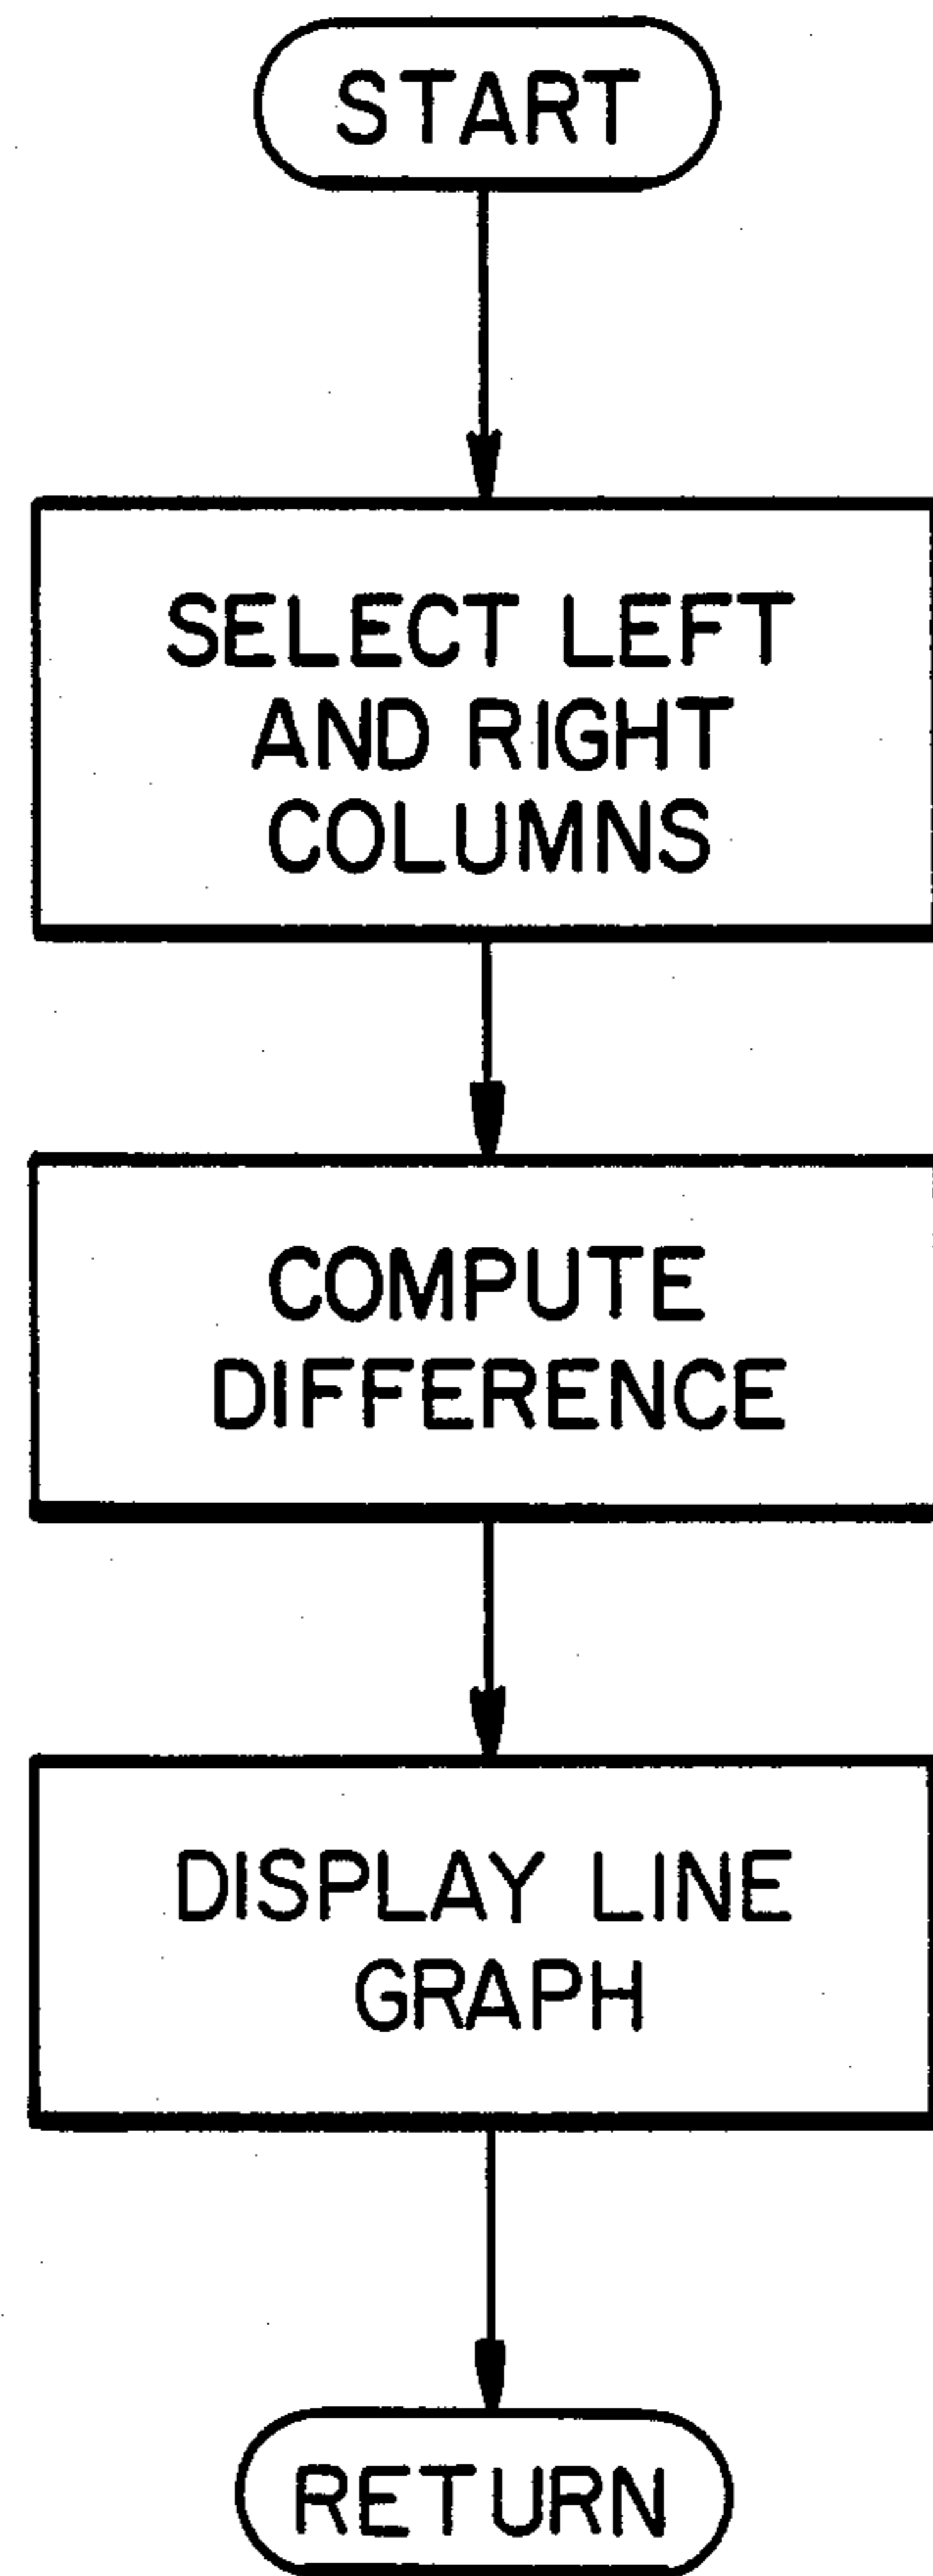 START
SELECT LEFT
AND RIGHT
COLUMNS
COMPUTE
DIFFERENCE
DISPLAY LINE
GRAPH
RETURN